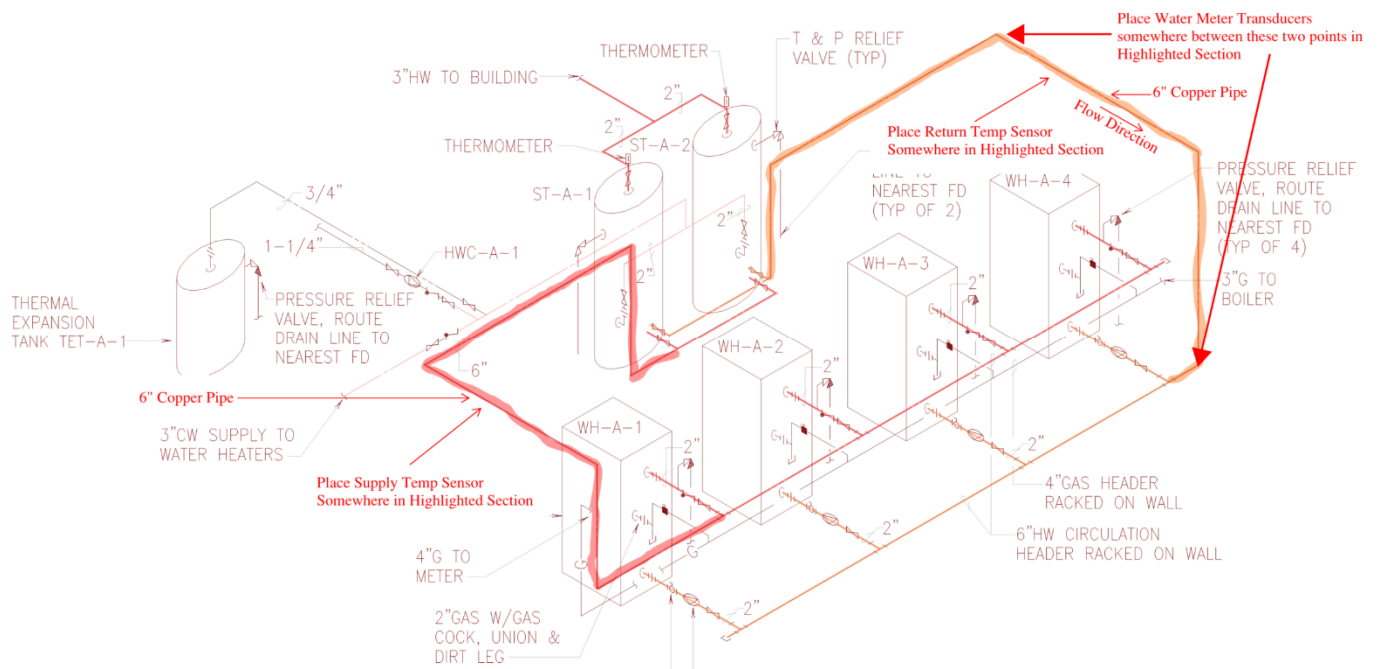 Place Water Meter Transducers
somewhere between these two points in
Highlighted Section
THERMOMETER
T & P RELIEF
VALVE (TYP)
3"HW TO BUILDING
2"
6" Copper Pipe
Flow Direction
2"
THERMOMETER
ST-A-2
2"
Place Return Temp Sensor
Somewhere in Highlighted Section
ST-A-1
LINE TO
NEAREST FD
(TYP OF 2)
WH-A-4
PRESSURE RELIEF
VALVE, ROUTE
DRAIN LINE TO
NEAREST FD
(TYP OF 4)
3/4"
1-1/4"
HWC-A-1
2"
2"
2"
2"
WH-A-3
3"G TO
BOILER
THERMAL
EXPANSION
TANK TET-A-1
PRESSURE RELIEF
VALVE, ROUTE
DRAIN LINE TO
NEAREST FD
2"
WH-A-2
6"
2"
6" Copper Pipe
3"CW SUPPLY TO
WATER HEATERS
WH-A-1
2"
Place Supply Temp Sensor
Somewhere in Highlighted Section
2"
4"GAS HEADER
RACKED ON WALL
2"
6"HW CIRCULATION
HEADER RACKED ON WALL
4"G TO
METER
G
G
2"
2"GAS W/GAS
COCK, UNION &
DIRT LEG